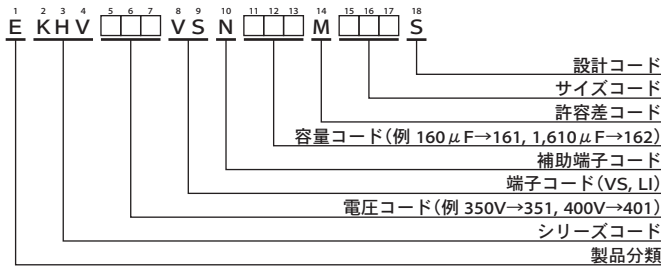 1 2 3 4 5 6 7 8 9 10 11 12 13 14 15 16 17 18
E KHV □□□ VS N □□□ M □□□ S
設計コード
サイズコード
許容差コード
容量コード(例 160μF→161, 1,610μF→162)
補助端子コード
端子コード(VS, LI)
電圧コード(例 350V→351, 400V→401)
シリーズコード
製品分類